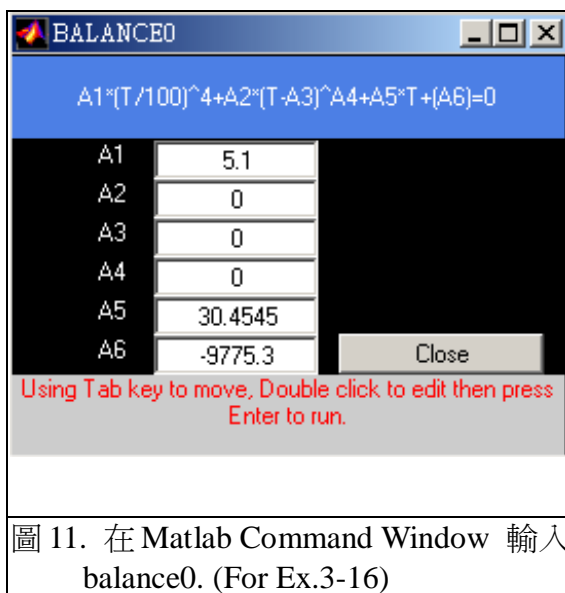 BALANCE0
A1*(T/100)^4+A2*(T-A3)^A4+A5*T+(A6)=0
A1 5.1
A2 0
A3 0
A4 0
A5 30.4545
A6 -9775.3 Close
Using Tab key to move, Double click to edit then press
Enter to run.
圖 11. 在 Matlab Command Window 輸入
balance0. (For Ex.3-16)